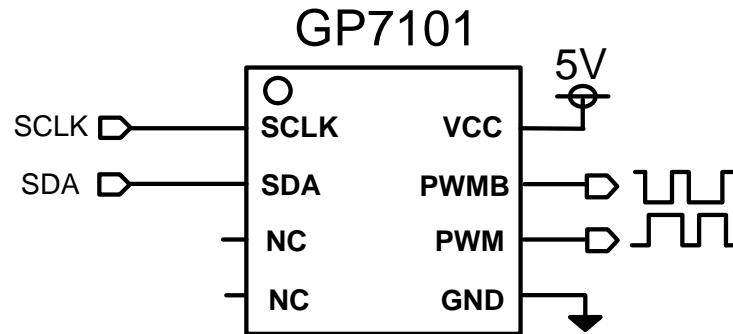 GP7101
5V
SCLK SCLK VCC
SDA SDA PWMB
NC PWM
NC GND